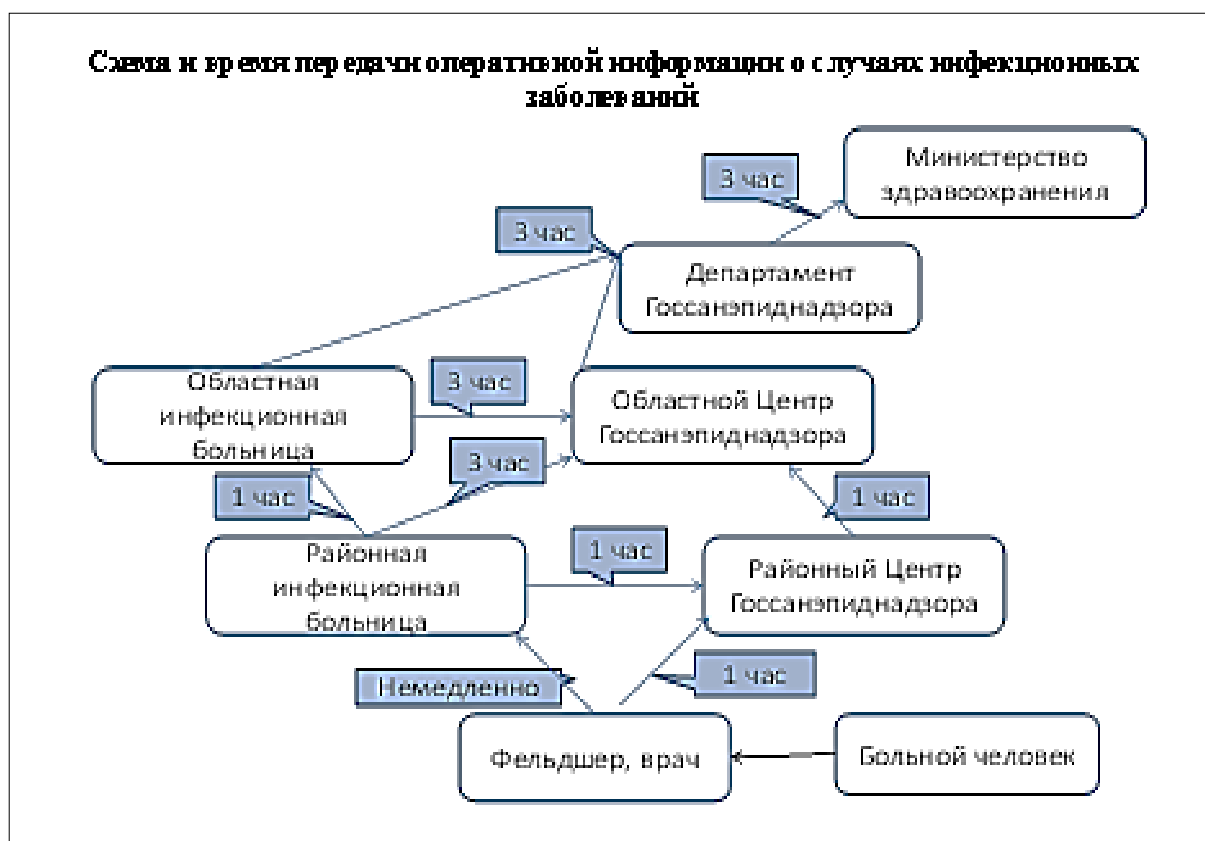 Схема и время передачи оперативной информации о случаях инфекционных
заболеваний
Министерство
здравоохранения
3 час
3 час
Департамент
Госсанэпиднадзора
Областная
инфекционная
больница
3 час
Областной Центр
Госсанэпиднадзора
3 час
1 час
1 час
Районная
инфекционная
больница
1 час
Районный Центр
Госсанэпиднадзора
Немедленно
1 час
Фельдшер, врач
Больной человек